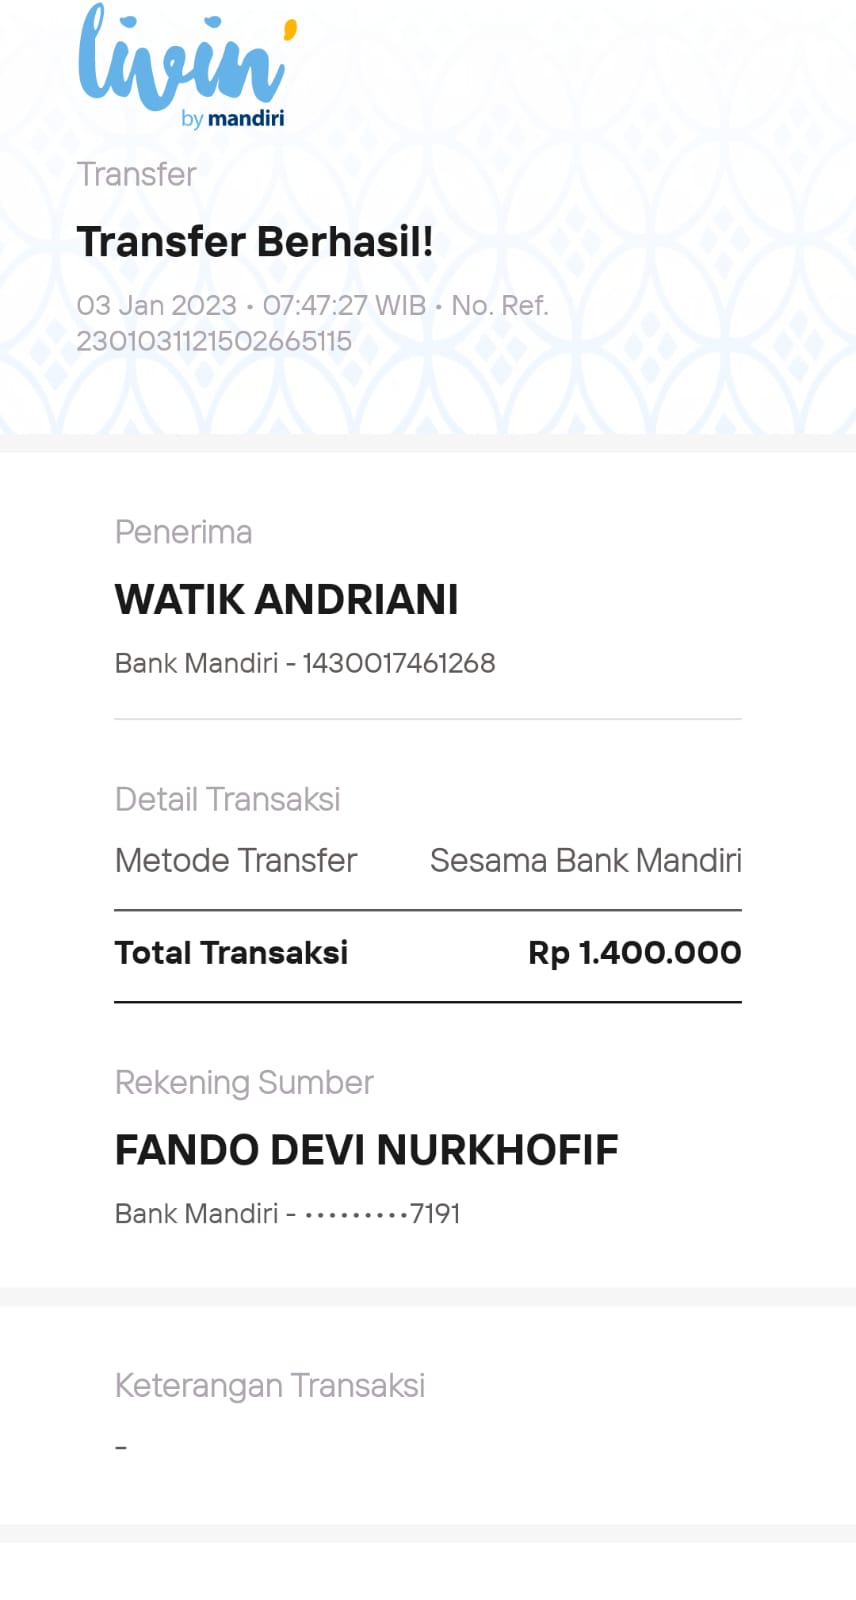 livin'
by mandiri
Transfer
Transfer Berhasil!
03 Jan 2023 • 07:47:27 WIB • No. Ref.
2301031121502665115
Penerima
WATIK ANDRIANI
Bank Mandiri - 1430017461268
Detail Transaksi
Metode Transfer Sesama Bank Mandiri
Total Transaksi Rp 1.400.000
Rekening Sumber
FANDO DEVI NURKHOFIF
Bank Mandiri - •••••••••7191
Keterangan Transaksi
-